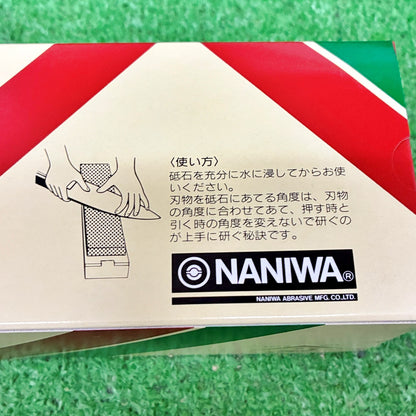 〈使い方〉
砥石を充分に水に浸してからお使
いください。
刃物を砥石にあてる角度は、刃物
の角度に合わせてあて、押す時と
引く時の角度を変えないで研ぐの
が上手に研ぐ秘訣です。
NANIWA®
NANIWA ABRASIVE MFG. CO.,LTD.